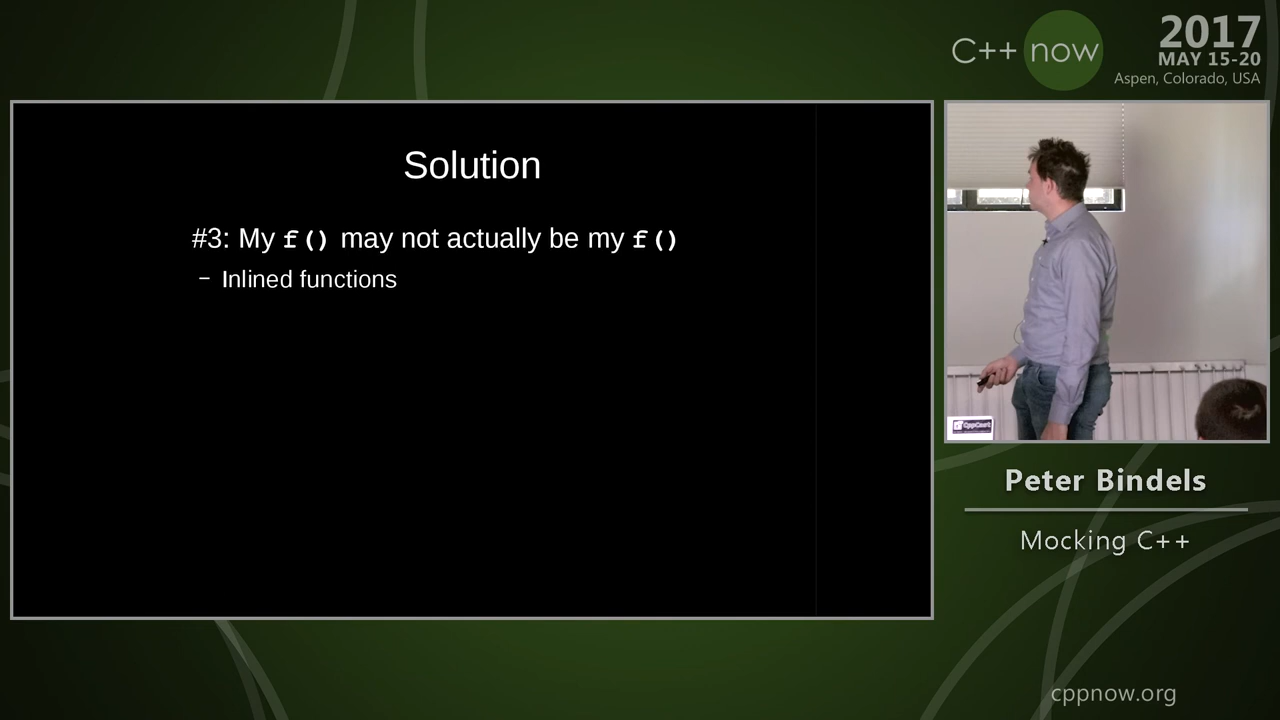 C++ now
2017
MAY 15-20
Aspen, Colorado, USA
Solution
#3: My f() may not actually be my f()
– Inlined functions
CppCast
Peter Bindels
Mocking C++
cppnow.org